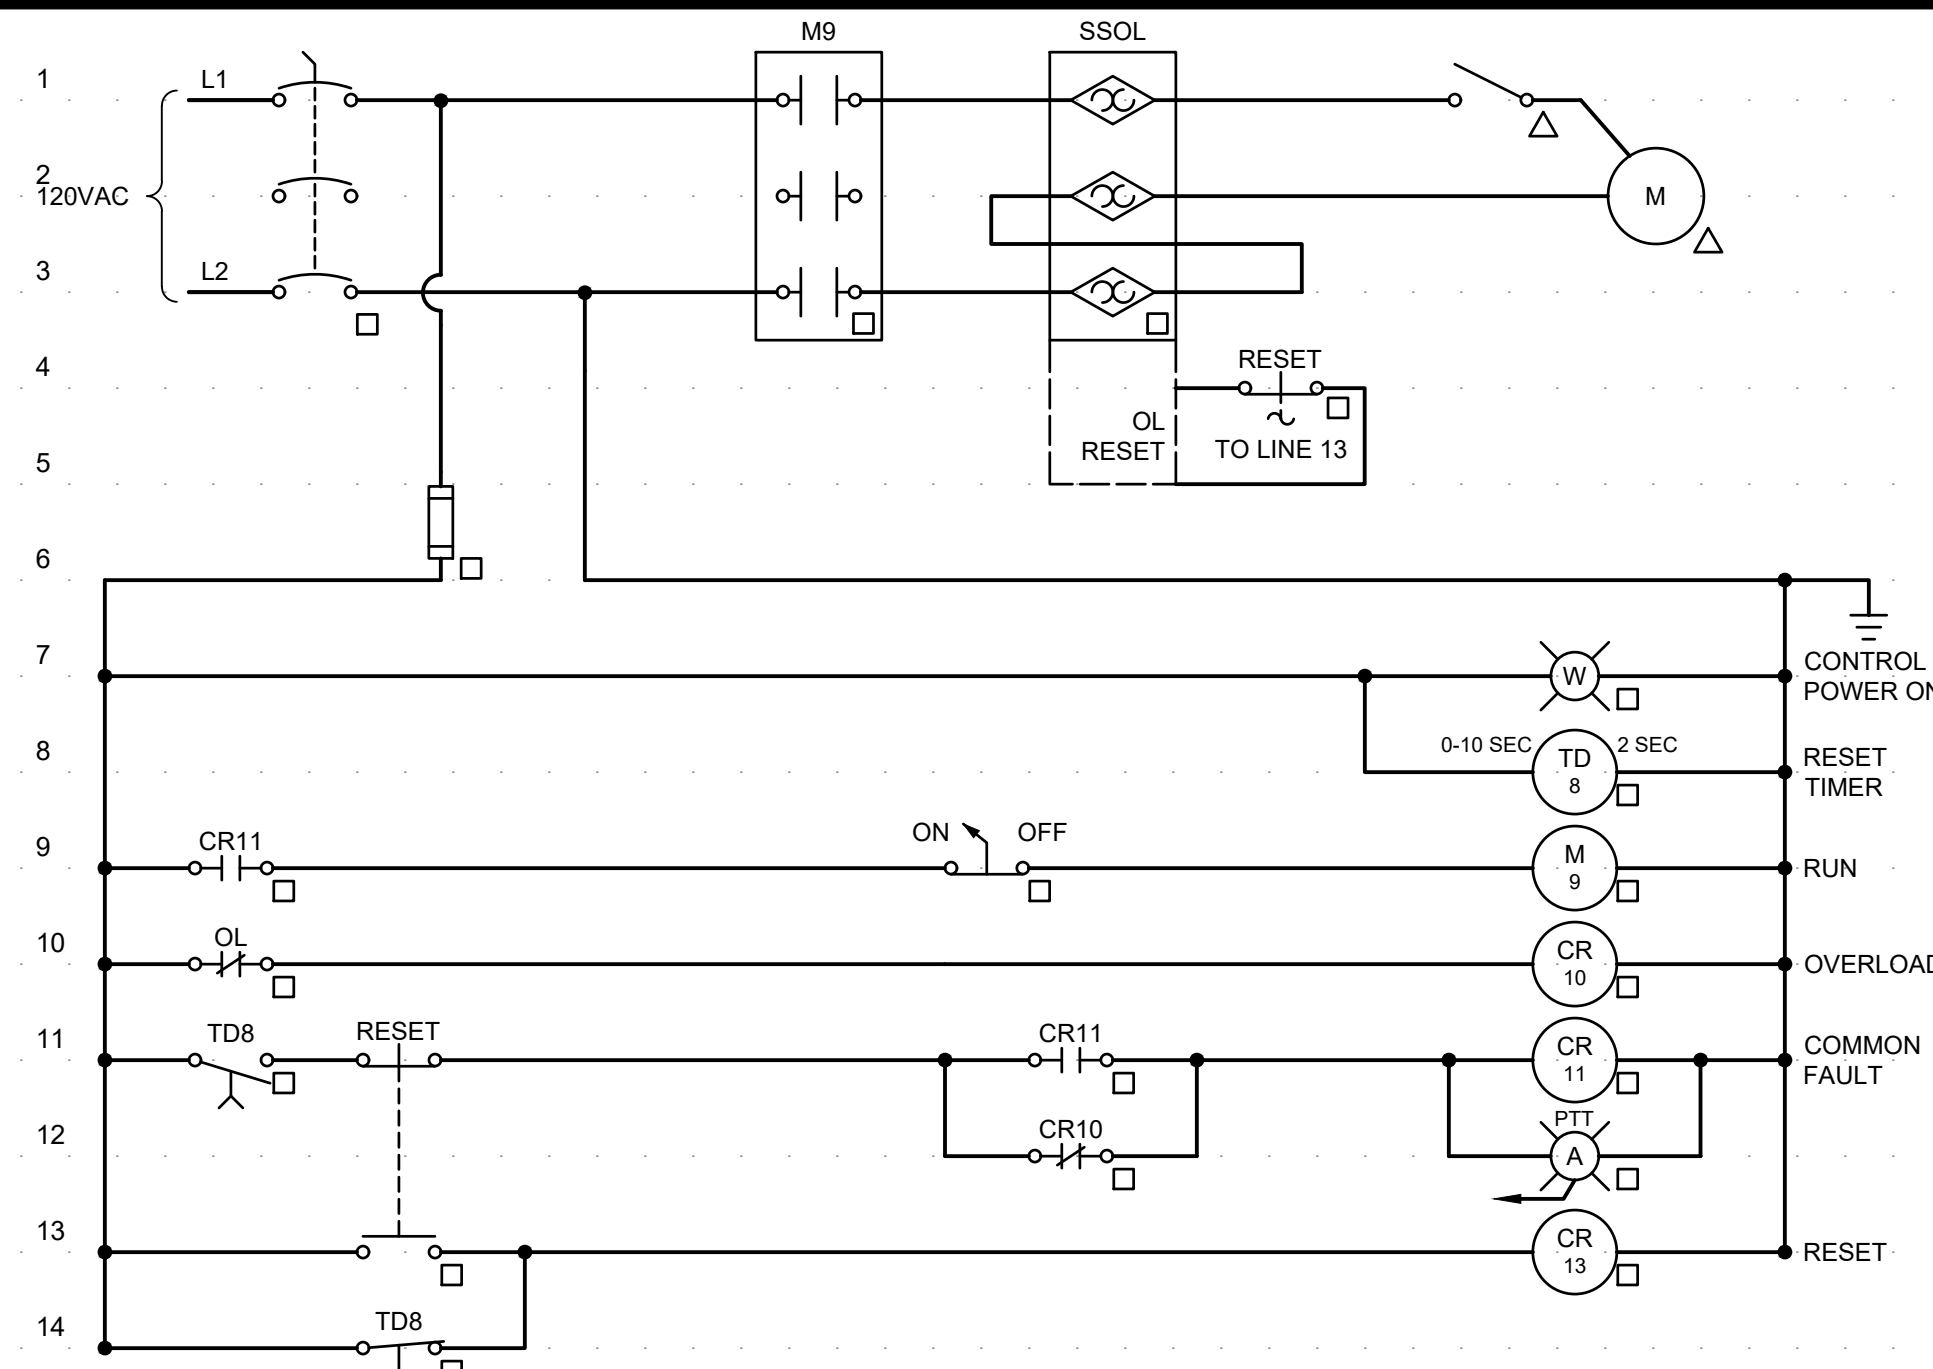 M9
SSOL
1
L1
2
120VAC
M
3
L2
4
RESET
OL
RESET
TO LINE 13
5
6
7
W
CONTROL
POWER ON
8
0-10 SEC
TD
8
2 SEC
RESET
TIMER
9
CR11
ON
OFF
M
9
RUN
10
OL
CR
10
OVERLOAD
11
TD8
RESET
CR11
CR
11
COMMON
FAULT
12
CR10
PTT
A
13
CR
13
RESET
14
TD8